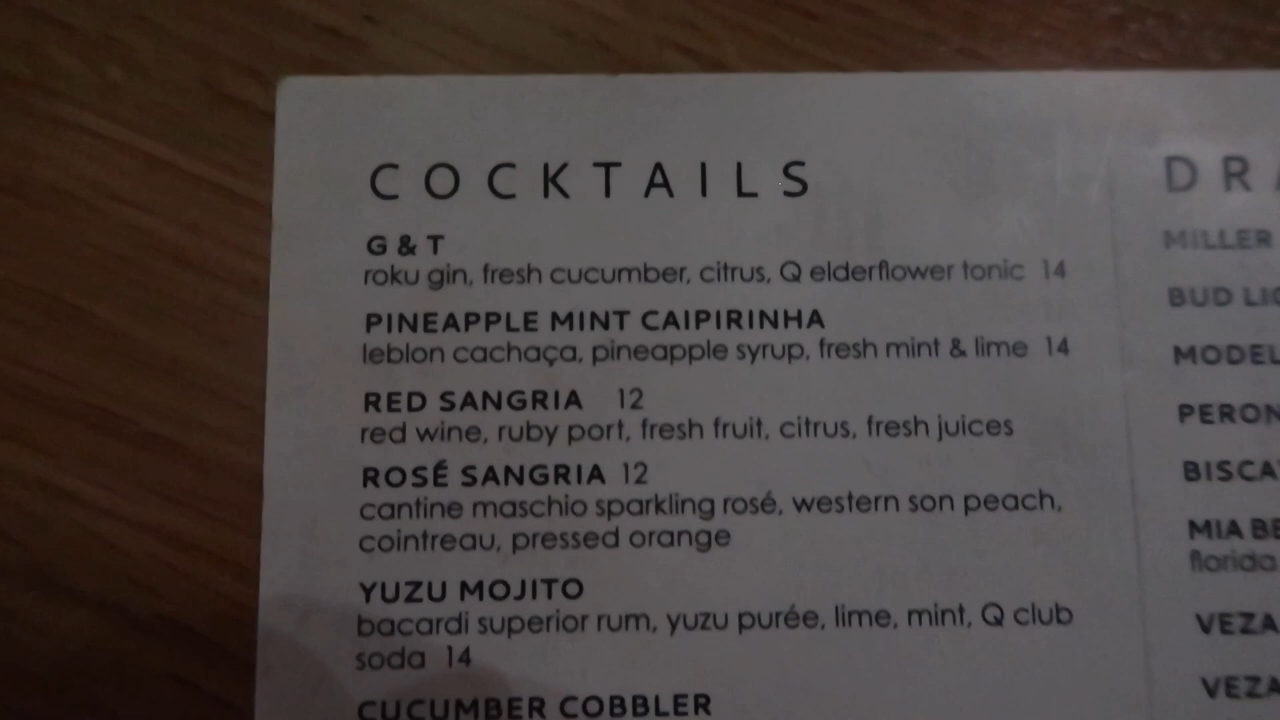 COCKTAILS
G & T
roku gin, fresh cucumber, citrus, Q elderflower tonic 14
PINEAPPLE MINT CAIPIRINHA
leblon cachaça, pineapple syrup, fresh mint & lime 14
RED SANGRIA 12
red wine, ruby port, fresh fruit, citrus, fresh juices
ROSÉ SANGRIA 12
cantine maschio sparkling rosé, western son peach,
cointreau, pressed orange
YUZU MOJITO
bacardi superior rum, yuzu purée, lime, mint, Q club
soda 14
CUCUMBER COBBLER
MILLER
BUD
MIA
florida